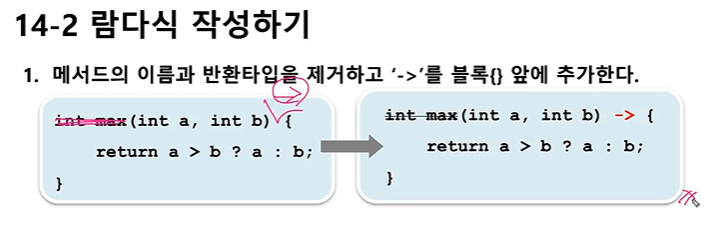 14-2 람다식 작성하기
1. 메서드의 이름과 반환타입을 제거하고 '->'를 블록{} 앞에 추가한다.
int max(int a, int b) {
return a > b ? a : b;
}
int max(int a, int b) -> {
return a > b ? a : b;
}